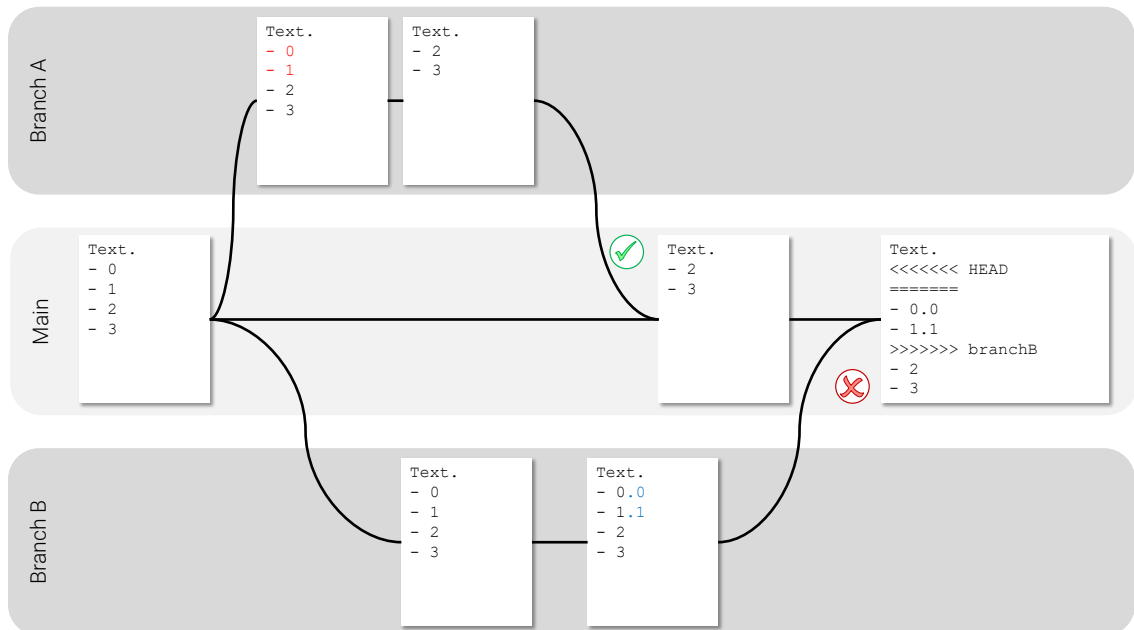 Branch A
Text.
- 0
- 1
- 2
- 3
Text.
- 2
- 3
Main
Text.
- 0
- 1
- 2
- 3
Text.
- 2
- 3
Text.
<<<<<<< HEAD
=======
- 0.0
- 1.1
>>>>>>> branchB
- 2
- 3
Branch B
Text.
- 0
- 1
- 2
- 3
Text.
- 0.0
- 1.1
- 2
- 3